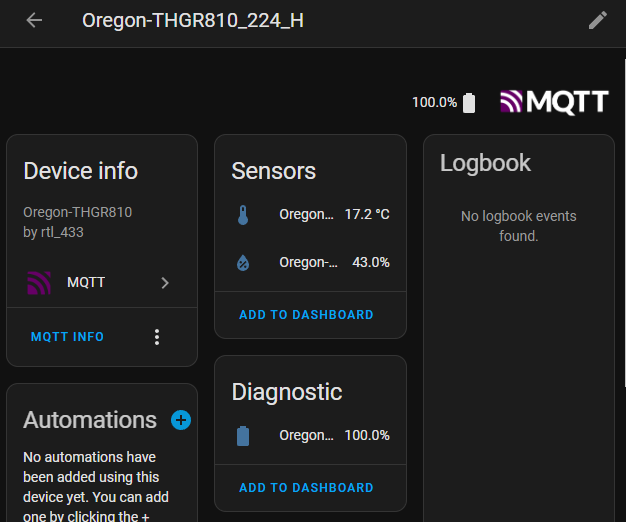 Oregon-THGR810_224_H
100.0%
MQTT
Device info
Oregon-THGR810
by rtl_433
MQTT
MQTT INFO
Automations
No automations have
been added using this
device yet. You can add
one by clicking the +
Sensors
Oregon... 17.2 °C
Oregon-... 43.0%
ADD TO DASHBOARD
Diagnostic
Oregon... 100.0%
ADD TO DASHBOARD
Logbook
No logbook events
found.